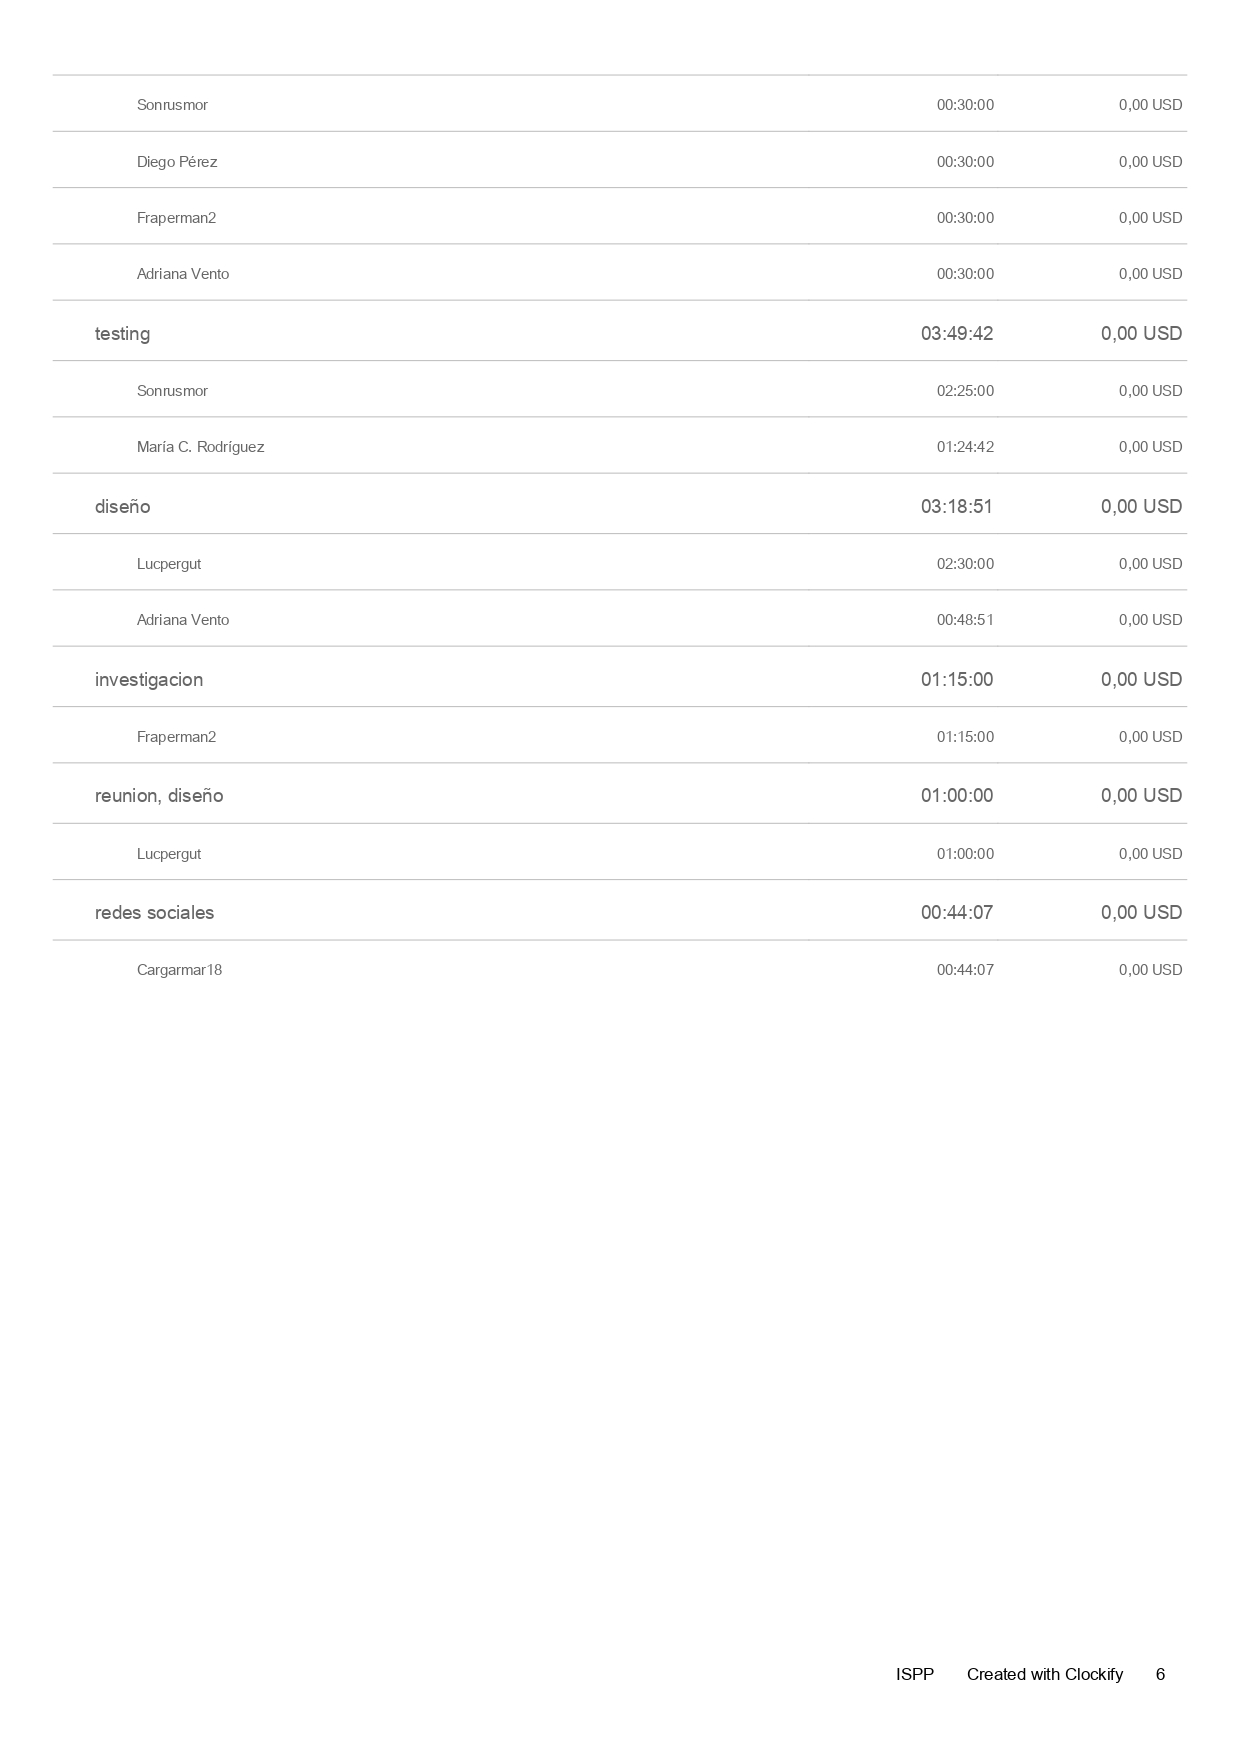 Sonrusmor 00:30:00 0,00 USD
Diego Pérez 00:30:00 0,00 USD
Fraperman2 00:30:00 0,00 USD
Adriana Vento 00:30:00 0,00 USD
testing 03:49:42 0,00 USD
Sonrusmor 02:25:00 0,00 USD
María C. Rodríguez 01:24:42 0,00 USD
diseño 03:18:51 0,00 USD
Lucpergut 02:30:00 0,00 USD
Adriana Vento 00:48:51 0,00 USD
investigacion 01:15:00 0,00 USD
Fraperman2 01:15:00 0,00 USD
reunion, diseño 01:00:00 0,00 USD
Lucpergut 01:00:00 0,00 USD
redes sociales 00:44:07 0,00 USD
Cargarmar18 00:44:07 0,00 USD
ISPP Created with Clockify 6